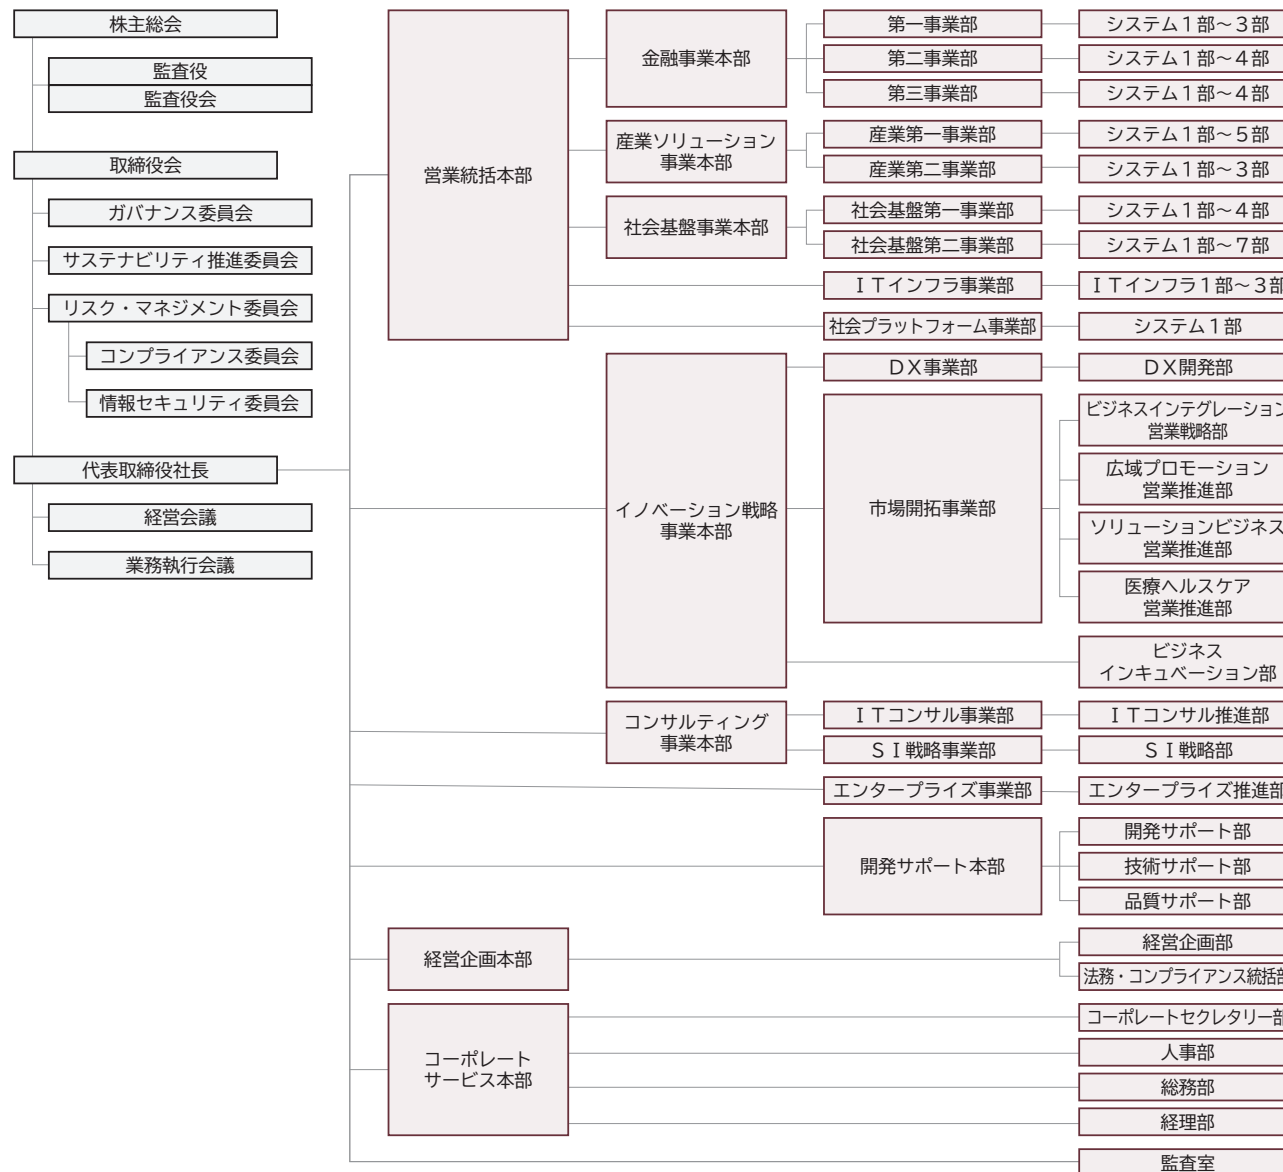 株主総会
監査役
監査役会
取締役会
ガバナンス委員会
サステナビリティ推進委員会
リスク・マネジメント委員会
コンプライアンス委員会
情報セキュリティ委員会
代表取締役社長
経営会議
業務執行会議
営業統括本部
金融事業本部
第一事業部
システム１部～３部
第二事業部
システム１部～４部
第三事業部
システム１部～４部
産業ソリューション
事業本部
産業第一事業部
システム１部～５部
産業第二事業部
システム１部～３部
社会基盤事業本部
社会基盤第一事業部
システム１部～４部
社会基盤第二事業部
システム１部～７部
ＩＴインフラ事業部
ＩＴインフラ１部～３部
社会プラットフォーム事業部
システム１部
イノベーション戦略
事業本部
ＤＸ事業部
ＤＸ開発部
市場開拓事業部
ビジネスインテグレーション
営業戦略部
広域プロモーション
営業推進部
ソリューションビジネス
営業推進部
医療ヘルスケア
営業推進部
ビジネス
インキュベーション部
コンサルティング
事業本部
ＩＴコンサル事業部
ＩＴコンサル推進部
ＳＩ戦略事業部
ＳＩ戦略部
エンタープライズ事業部
エンタープライズ推進部
開発サポート本部
開発サポート部
技術サポート部
品質サポート部
経営企画本部
経営企画部
法務・コンプライアンス統括部
コーポレート
サービス本部
コーポレートセクレタリー部
人事部
総務部
経理部
監査室